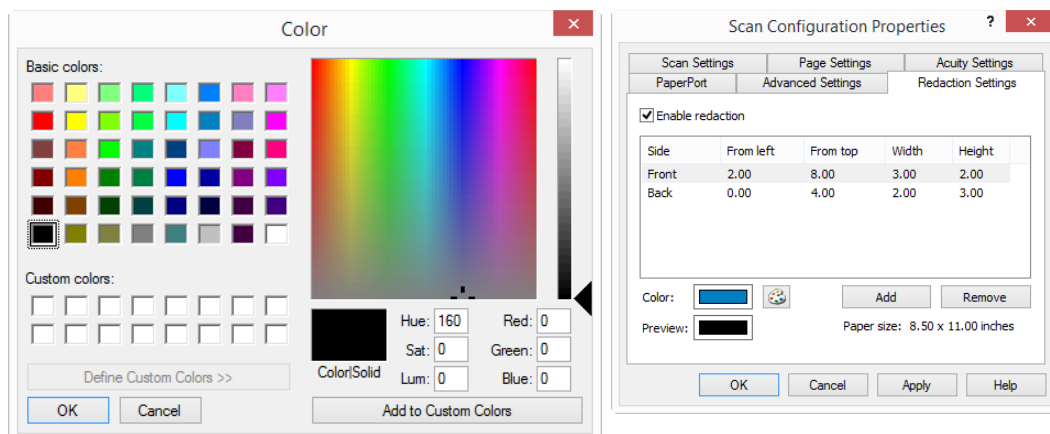 Color
Basic colors:
Custom colors:
Define Custom Colors >>
OK Cancel
Color|Solid
Hue: 160 Red: 0
Sat: 0 Green: 0
Lum: 0 Blue: 0
Add to Custom Colors
Scan Configuration Properties ?
Scan Settings Page Settings Acuity Settings
PaperPort Advanced Settings Redaction Settings
Enable redaction
Side From left From top Width Height
Front 2.00 8.00 3.00 2.00
Back 0.00 4.00 2.00 3.00
Color: Add Remove
Preview: Paper size: 8.50 x 11.00 inches
OK Cancel Apply Help